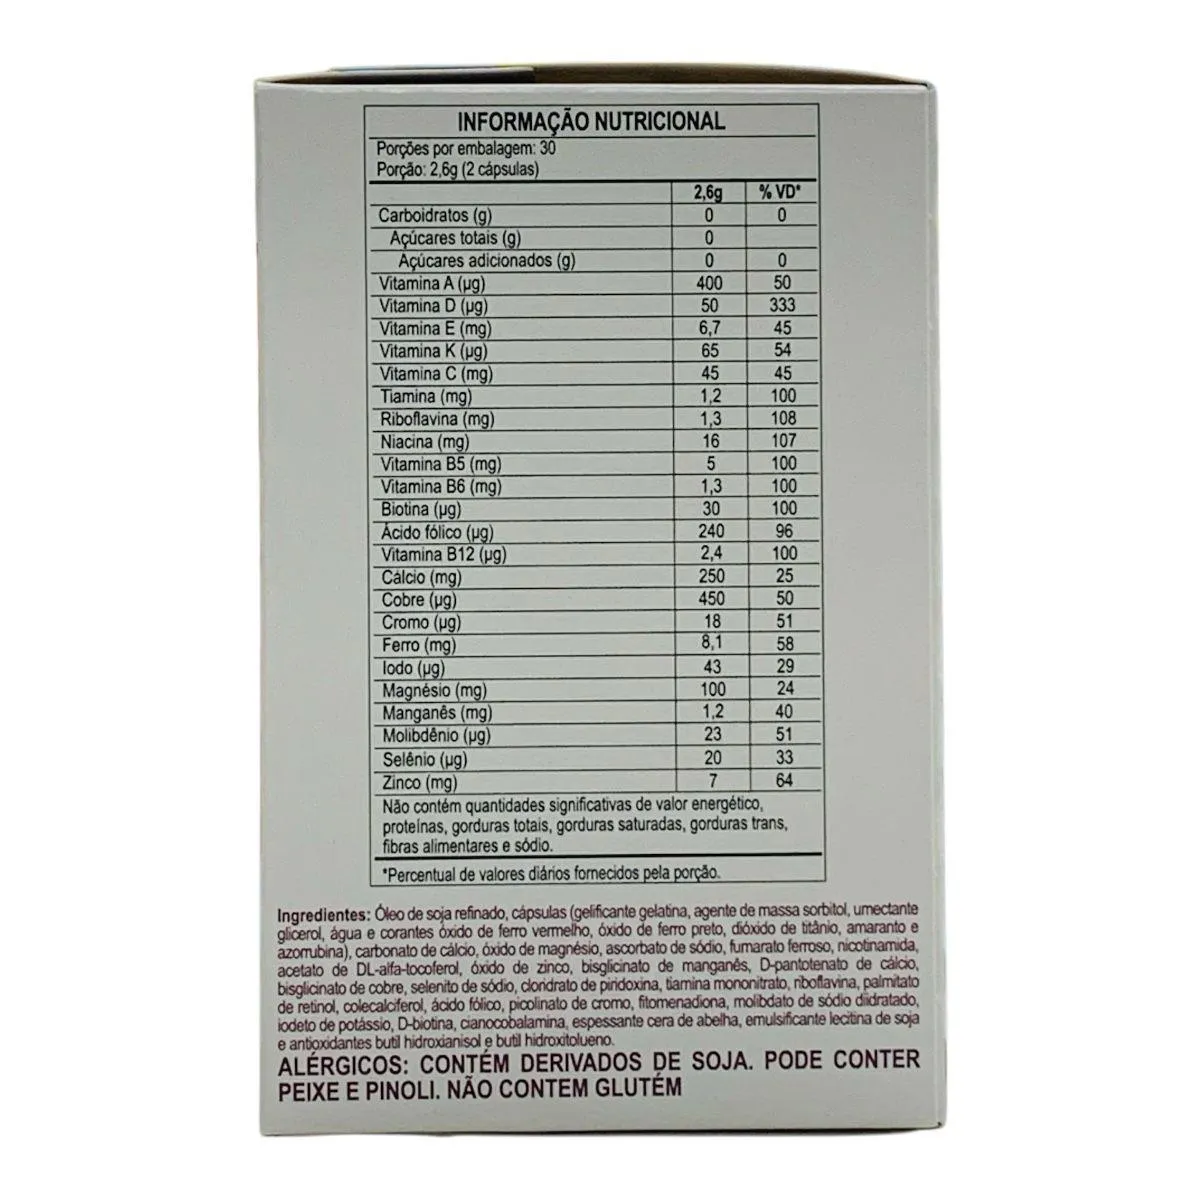 INFORMAÇÃO NUTRICIONAL
Porções por embalagem: 30
Porção: 2,6g (2 cápsulas)
2,6g % VD*
Carboidratos (g) 0 0
Açúcares totais (g) 0
Açúcares adicionados (g) 0 0
Vitamina A (µg) 400 50
Vitamina D (µg) 50 333
Vitamina E (mg) 6,7 45
Vitamina K (µg) 65 54
Vitamina C (mg) 45 45
Tiamina (mg) 1,2 100
Riboflavina (mg) 1,3 108
Niacina (mg) 16 107
Vitamina B5 (mg) 5 100
Vitamina B6 (mg) 1,3 100
Biotina (µg) 30 100
Ácido fólico (µg) 240 96
Vitamina B12 (µg) 2,4 100
Cálcio (mg) 250 25
Cobre (µg) 450 50
Cromo (µg) 18 51
Ferro (mg) 8,1 58
Iodo (µg) 43 29
Magnésio (mg) 100 24
Manganês (mg) 1,2 40
Molibdênio (µg) 23 51
Selênio (µg) 20 33
Zinco (mg) 7 64
Não contém quantidades significativas de valor energético,
proteínas, gorduras totais, gorduras saturadas, gorduras trans,
fibras alimentares e sódio.
*Percentual de valores diários fornecidos pela porção.
Ingredientes: Óleo de soja refinado, cápsulas (gelificante gelatina, agente de massa sorbitol, umectante
glicerol, água e corantes óxido de ferro vermelho, óxido de ferro preto, dióxido de titânio, amaranto e
azorrubina), carbonato de cálcio, óxido de magnésio, ascorbato de sódio, fumarato ferroso, nicotinamida,
acetato de DL-alfa-tocoferol, óxido de zinco, bisglicinato de manganês, D-pantotenato de cálcio,
bisglicinato de cobre, selenito de sódio, cloridrato de piridoxina, tiamina mononitrato, riboflavina, palmitato
de retinol, colecalciferol, ácido fólico, picolinato de cromo, fitomenadiona, molibdato de sódio diidratado,
iodeto de potássio, D-biotina, cianocobalamina, espessante cera de abelha, emulsificante lecitina de soja
e antioxidantes butil hidroxianisol e butil hidroxitolueno.
ALÉRGICOS: CONTÉM DERIVADOS DE SOJA. PODE CONTER
PEIXE E PINOLI. NÃO CONTEM GLUTÉM